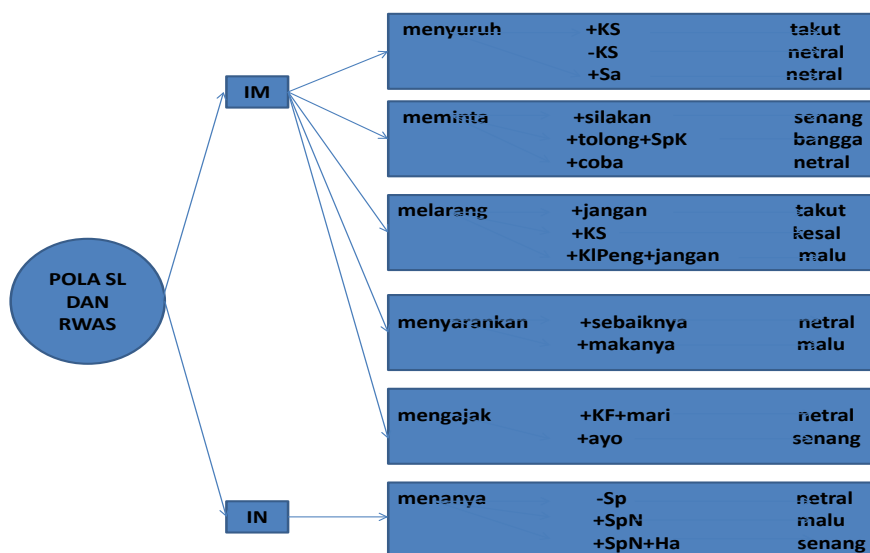 menyuruh +KS takut
-KS netral
+Sa netral
IM
meminta +silakan senang
+tolong+SpK bangga
+coba netral
melarang +jangan takut
+KS kesal
+KlPeng+jangan malu
POLA SL
DAN
RWAS
menyarankan +sebaiknya netral
+makanya malu
mengajak +KF+mari netral
+ayo senang
IN
menanya -Sp netral
+SpN malu
+SpN+Ha senang